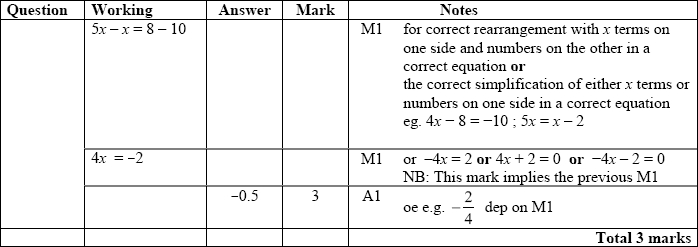 Question Working Answer Mark Notes
5x – x = 8 – 10 M1 for correct rearrangement with x terms on
one side and numbers on the other in a
correct equation or
the correct simplification of either x terms or
numbers on one side in a correct equation
eg. 4x – 8 = –10 ; 5x = x – 2
4x = –2 M1 or –4x = 2 or 4x + 2 = 0 or –4x – 2 = 0
NB: This mark implies the previous M1
–0.5 3 A1 oe e.g. –2/4 dep on M1
Total 3 marks